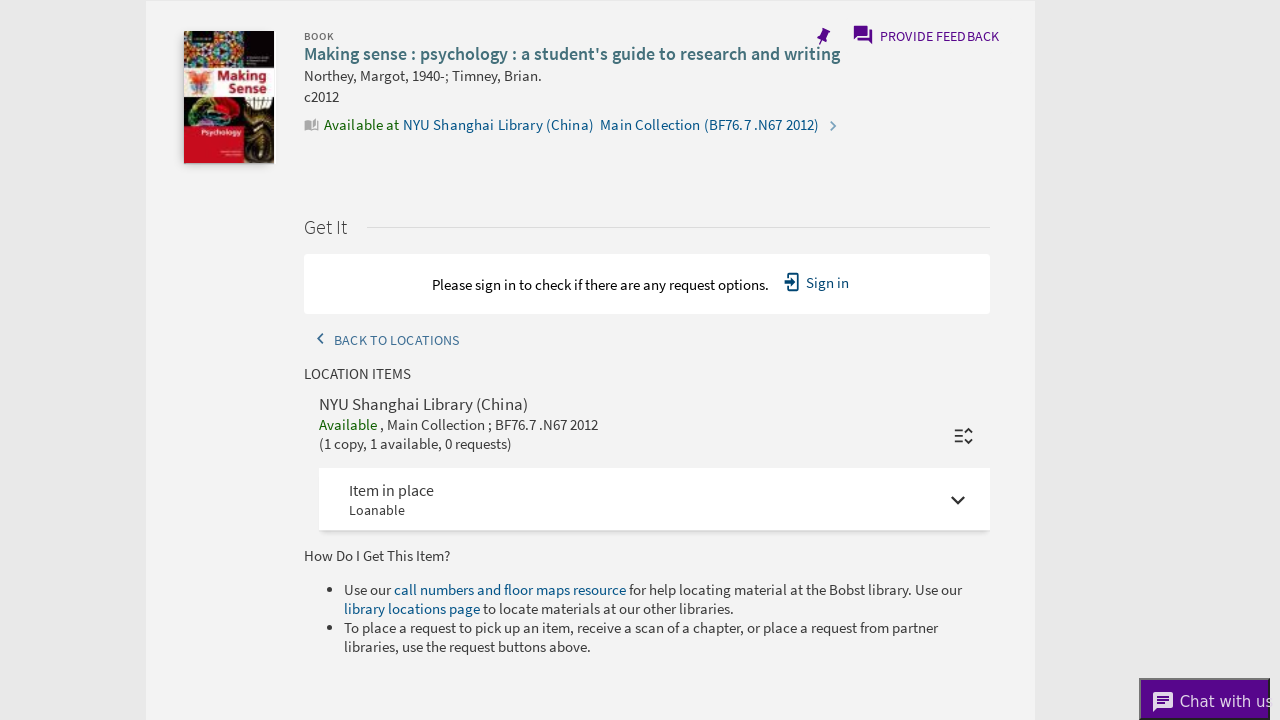 Making
Sense
Psychology
BOOK
PROVIDE FEEDBACK
Making sense : psychology : a student's guide to research and writing
Northey, Margot, 1940-; Timney, Brian.
c2012
Available at NYU Shanghai Library (China) Main Collection (BF76.7 .N67 2012)
Get It
Please sign in to check if there are any request options. Sign in
BACK TO LOCATIONS
LOCATION ITEMS
NYU Shanghai Library (China)
Available , Main Collection ; BF76.7 .N67 2012
(1 copy, 1 available, 0 requests)
Item in place
Loanable
How Do I Get This Item?
Use our call numbers and floor maps resource for help locating material at the Bobst library. Use our
library locations page to locate materials at our other libraries.
To place a request to pick up an item, receive a scan of a chapter, or place a request from partner
libraries, use the request buttons above.
Chat with us